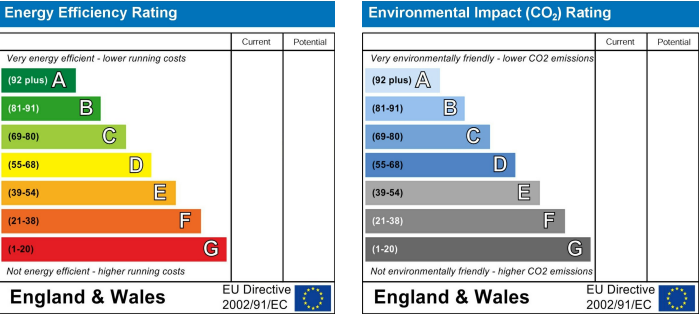 Energy Efficiency Rating
Current Potential
Very energy efficient - lower running costs
(92 plus) A
(81-91) B
(69-80) C
(55-68) D
(39-54) E
(21-38) F
(1-20) G
Not energy efficient - higher running costs
England & Wales
EU Directive
2002/91/EC
Environmental Impact (CO₂) Rating
Current Potential
Very environmentally friendly - lower CO2 emissions
(92 plus) A
(81-91) B
(69-80) C
(55-68) D
(39-54) E
(21-38) F
(1-20) G
Not environmentally friendly - higher CO2 emissions
England & Wales
EU Directive
2002/91/EC